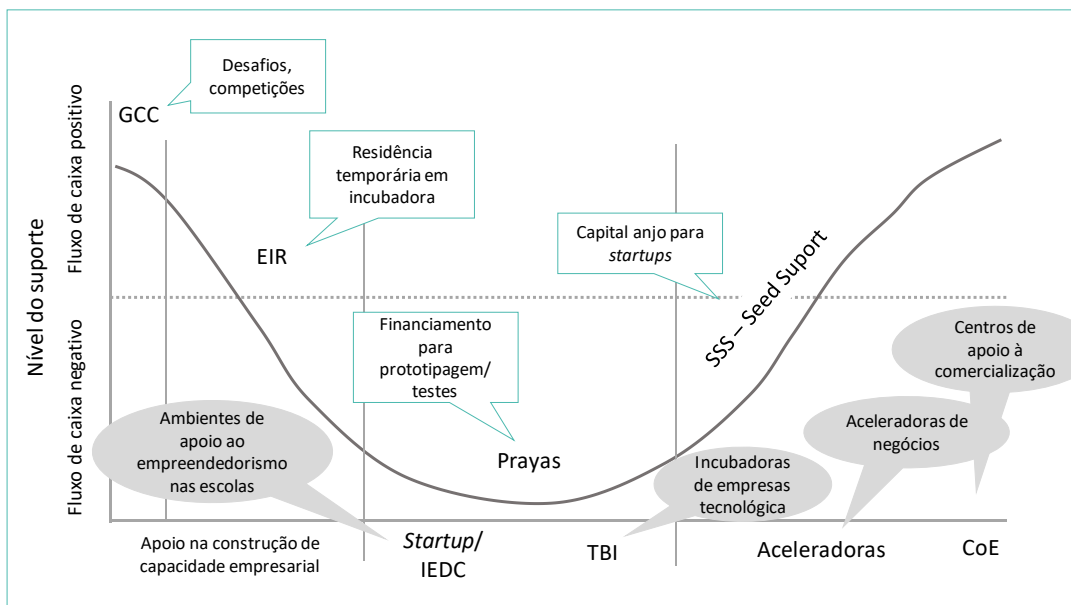 Desafios,
competições
GCC
Residência
temporária em
incubadora
EIR
Capital anjo para
startups
SSS – Seed Suport
Nível do suporte
Fluxo de caixa positivo
Fluxo de caixa negativo
Financiamento
para
prototipagem/
testes
Prayas
Centros de
apoio à
comercialização
Aceleradoras de
negócios
Ambientes de
apoio ao
empreendedorismo
nas escolas
Incubadoras
de empresas
tecnológica
Apoio na construção de
capacidade empresarial
Startup/
IEDC
TBI
Aceleradoras
CoE